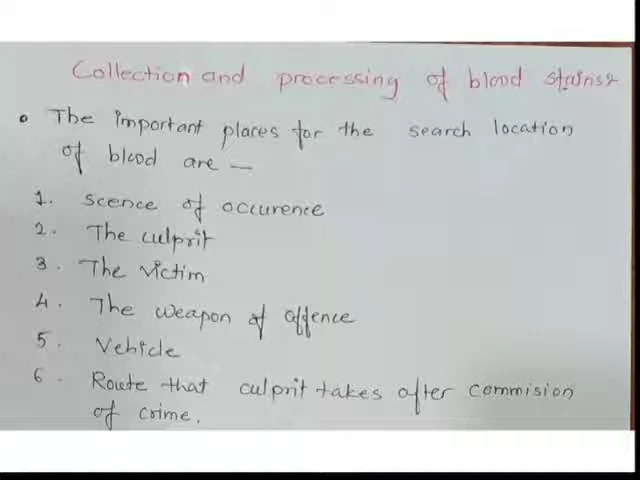 Collection and processing of blood stains:
• The important places for the search location
of blood are —
1. Scence of occurence
2. The culprit
3. The victim
4. The weapon of offence
5. Vehicle
6. Route that culprit takes after commision
of crime.